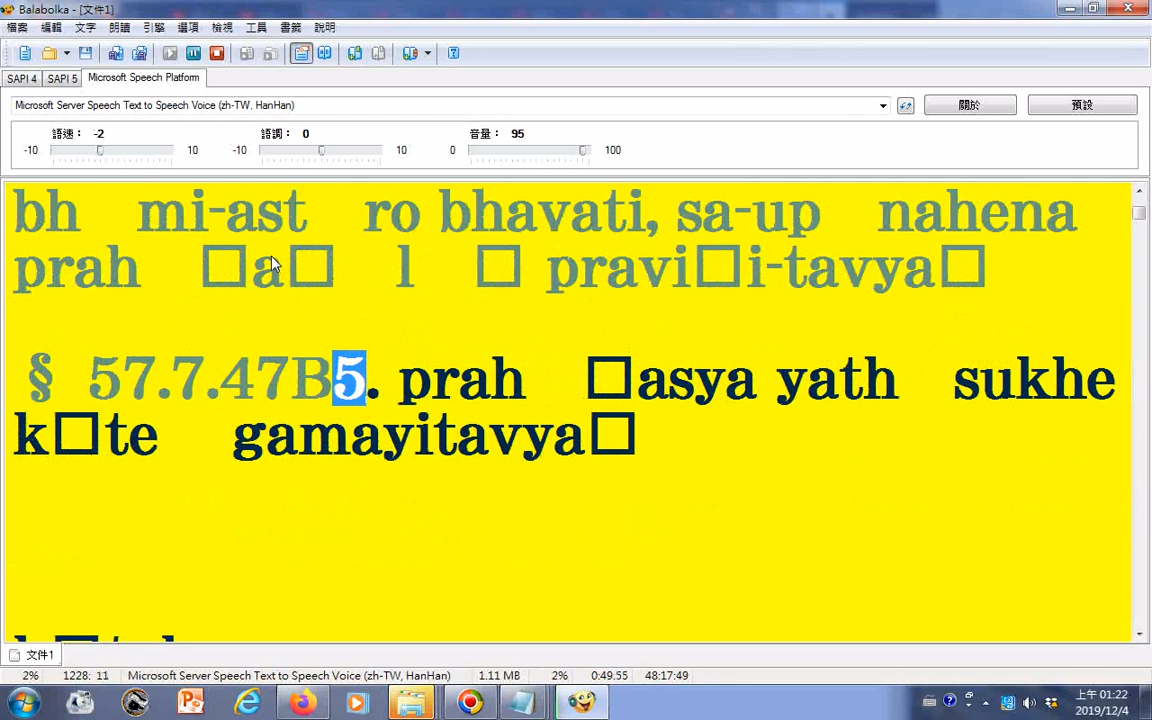 Balabolka - [文件1]
檔案 編輯 文字 朗讀 引擎 選項 檢視 工具 書籤 說明
SAPI 4 SAPI 5 Microsoft Speech Platform
Microsoft Server Speech Text to Speech Voice (zh-TW, HanHan) 關於 預設
語速： -2 語調： 0 音量： 95
-10 10 -10 10 0 100
bh mi-ast ro bhavati, sa-up nahena
prah □a□ l □ pravi□i-tavya□
§ 57.7.47B5. prah □asya yath sukhe
k□te gamayitavya□
文件1
2% 1228: 11 Microsoft Server Speech Text to Speech Voice (zh-TW, HanHan) 1.11 MB 2% 0:49:55 48:17:49
上午 01:22
2019/12/4